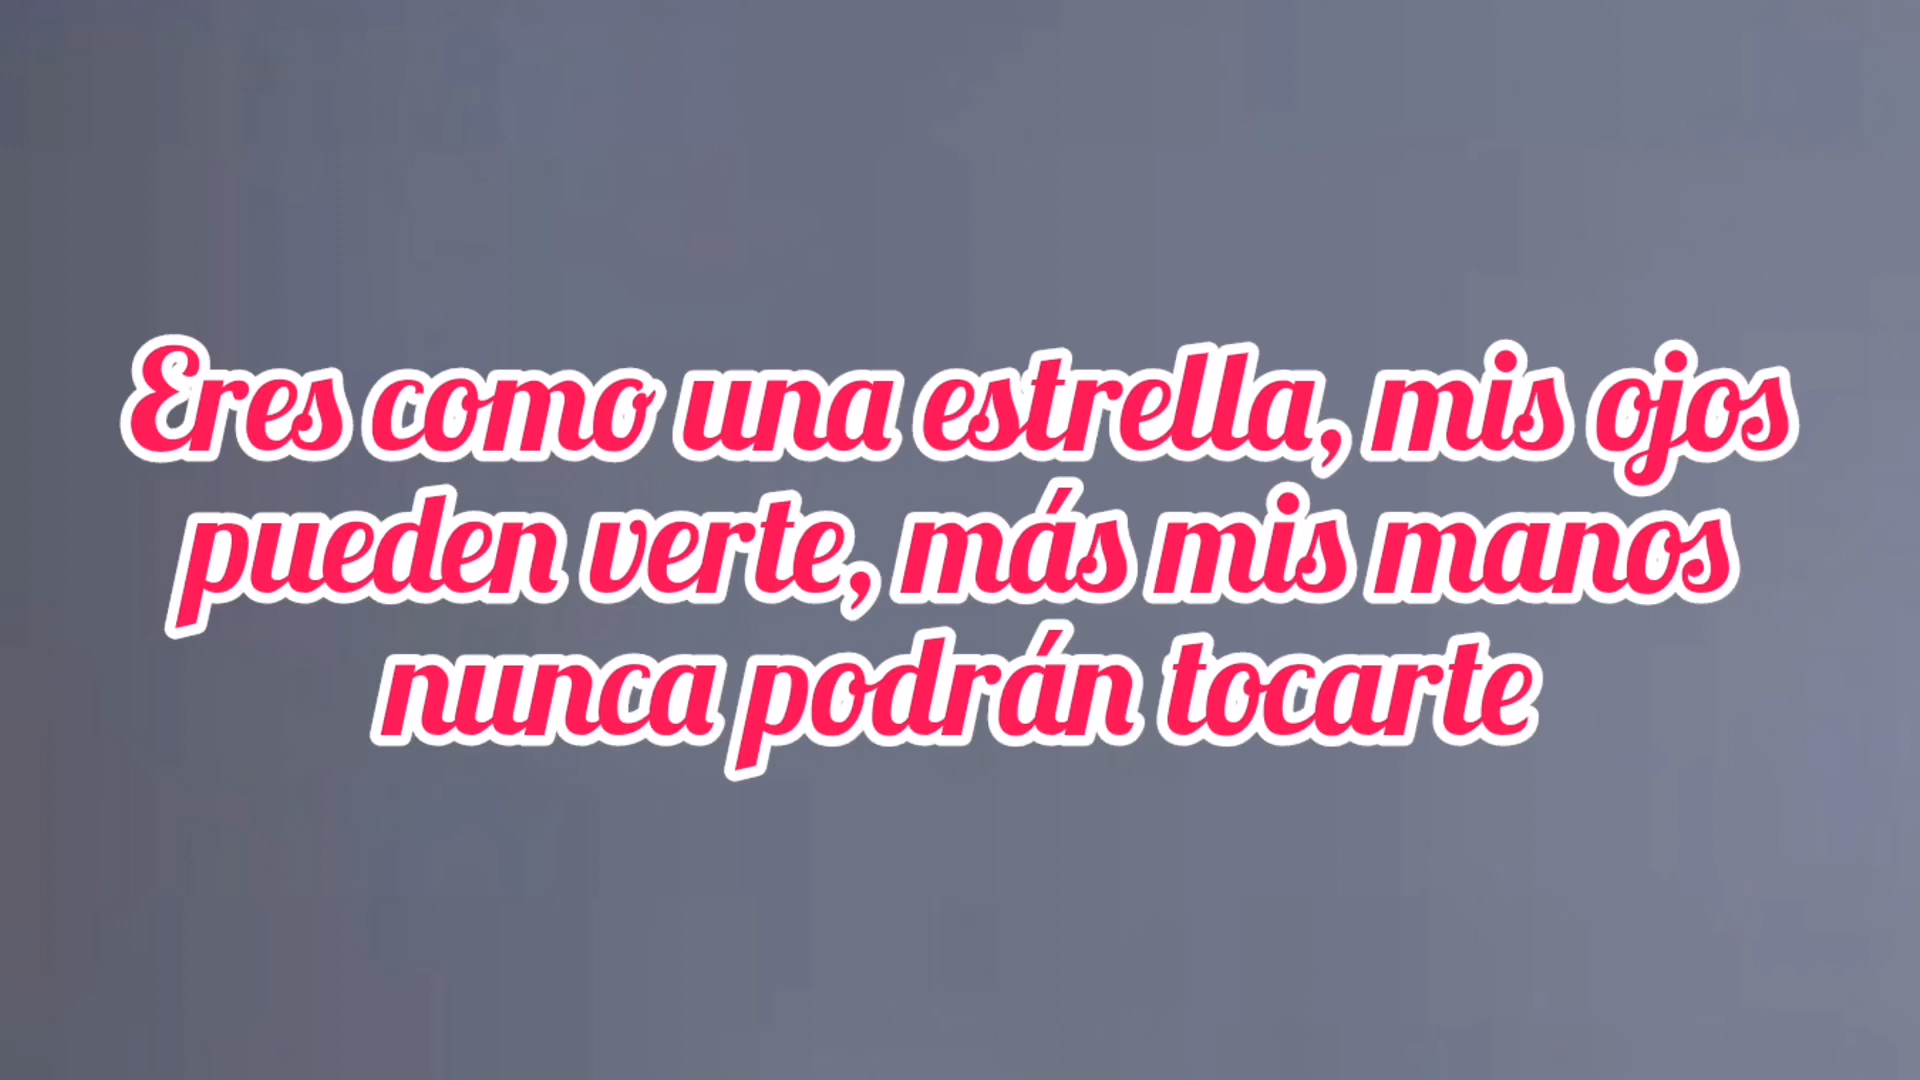 Eres como una estrella, mis ojos
pueden verte, más mis manos
nunca podrán tocarte